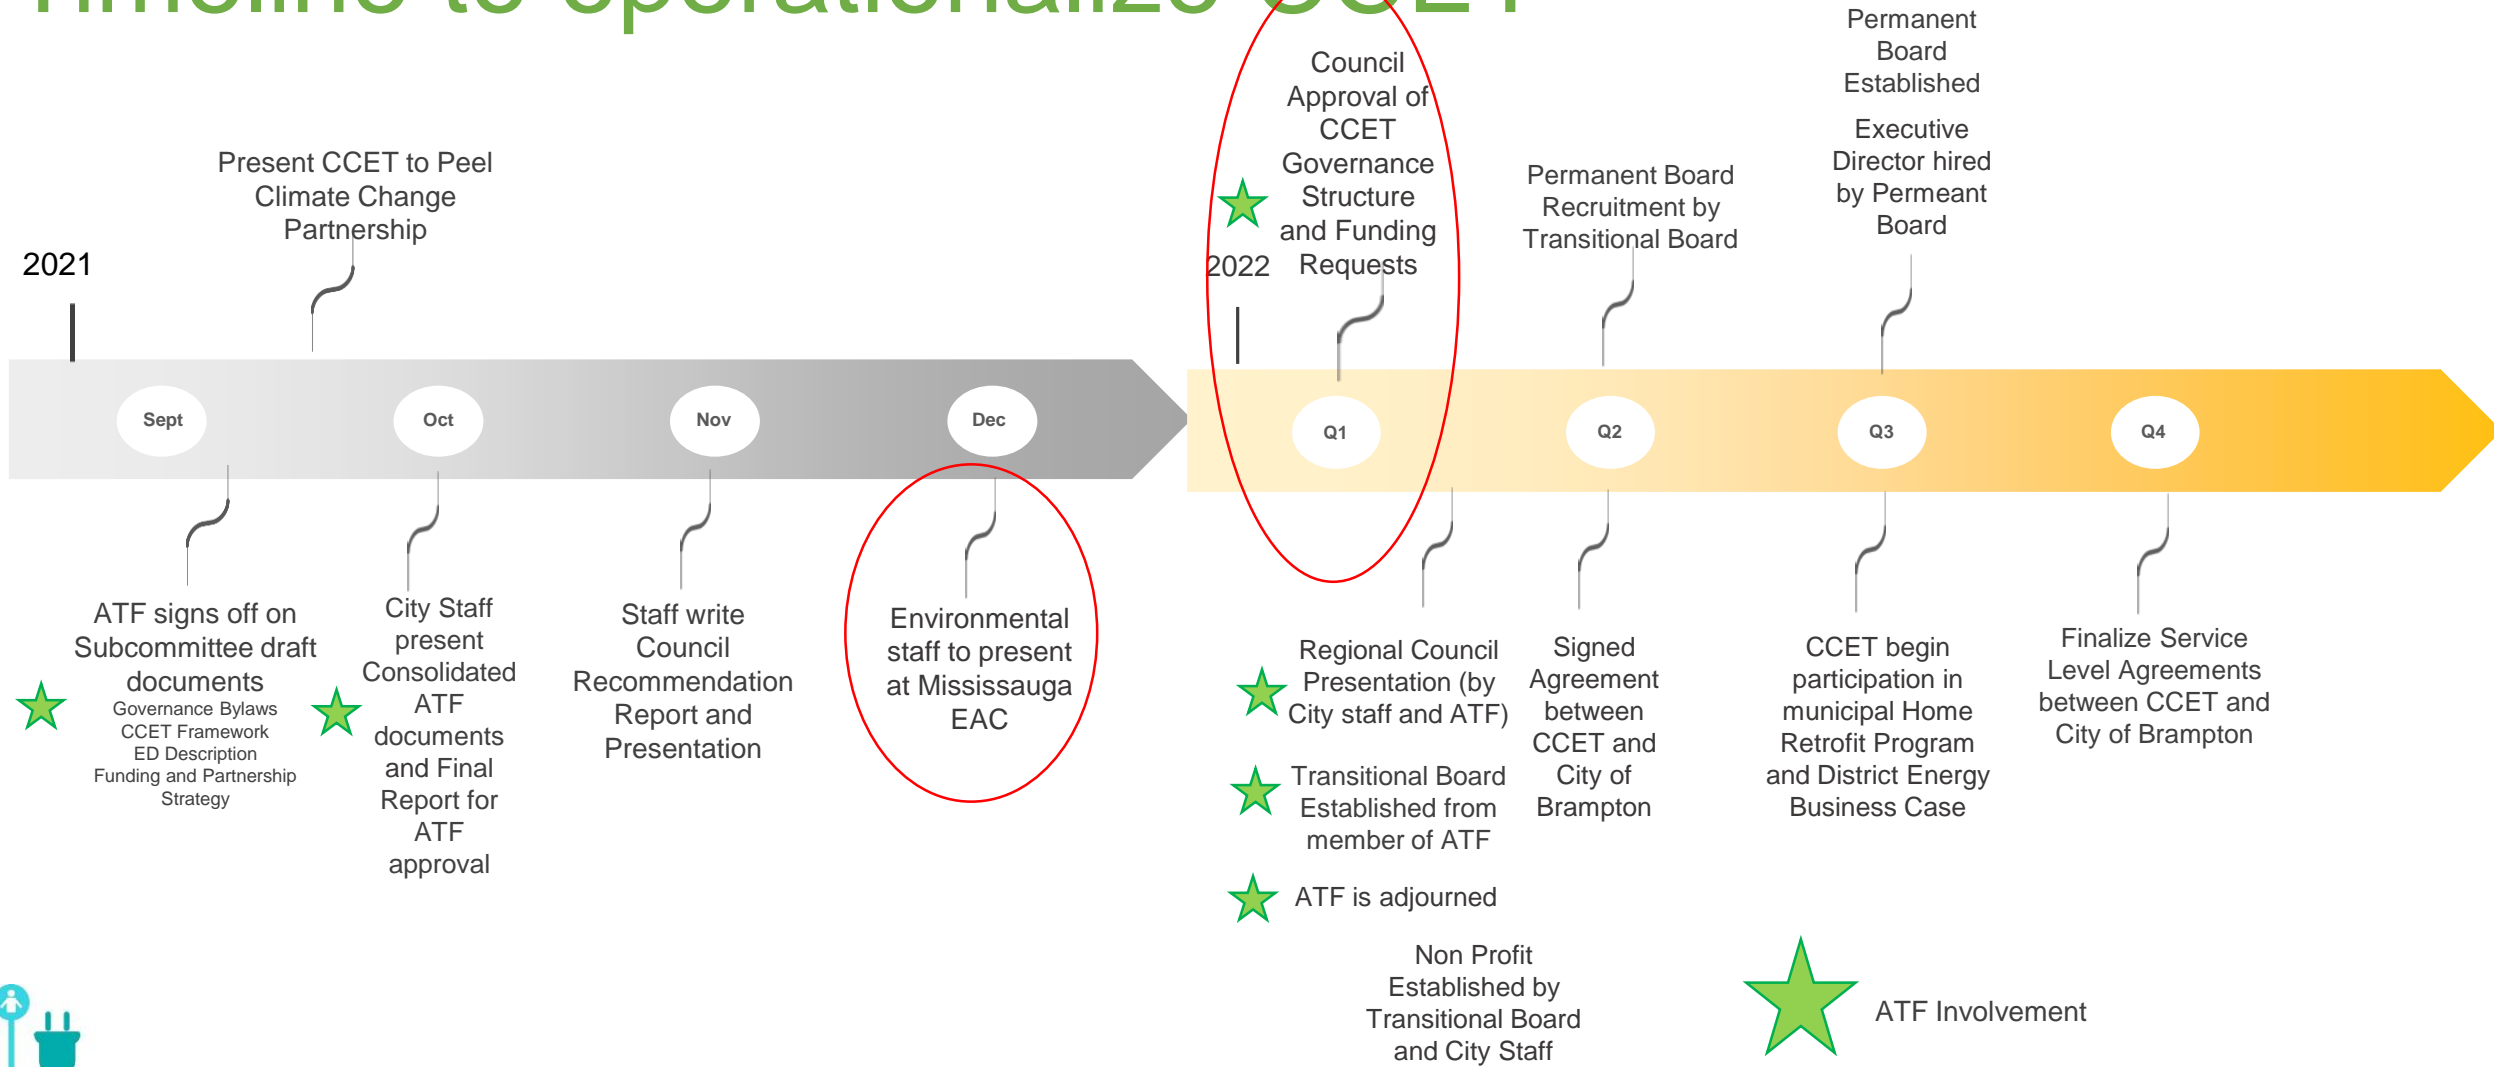 Timeline to operationalize CCET
Permanent
Board
Established
Executive
Director hired
by Permeant
Board
Council
Approval of
CCET
Governance
Structure
and Funding
Requests
Present CCET to Peel
Climate Change
Partnership
Permanent Board
Recruitment by
Transitional Board
2021
2022
Sept
Oct
Nov
Dec
Q1
Q2
Q3
Q4
ATF signs off on
Subcommittee draft
documents
Governance Bylaws
CCET Framework
ED Description
Funding and Partnership
Strategy
City Staff
present
Consolidated
ATF
documents
and Final
Report for
ATF
approval
Staff write
Council
Recommendation
Report and
Presentation
Environmental
staff to present
at Mississauga
EAC
Regional Council
Presentation (by
City staff and ATF)
Transitional Board
Established from
member of ATF
ATF is adjourned
Non Profit
Established by
Transitional Board
and City Staff
Signed
Agreement
between
CCET and
City of
Brampton
CCET begin
participation in
municipal Home
Retrofit Program
and District Energy
Business Case
Finalize Service
Level Agreements
between CCET and
City of Brampton
ATF Involvement